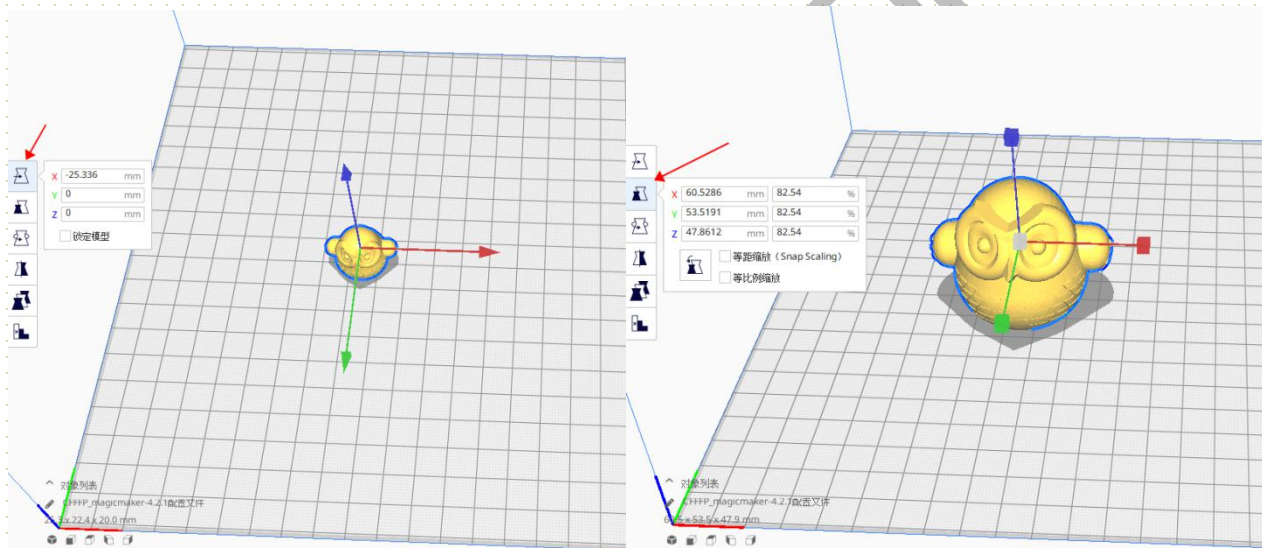 X -25.336 mm
Y 0 mm
Z 0 mm
锁定模型
对象列表
CFFFP_magicmaker-4.2.1配置文件
x 22.4 x 20.0 mm
X 60.5286 mm 82.54 %
Y 53.5191 mm 82.54 %
Z 47.8612 mm 82.54 %
等距缩放（Snap Scaling）
等比例缩放
对象列表
CFFFP_magicmaker-4.2.1配置文件
x 53.5 x 47.9 mm